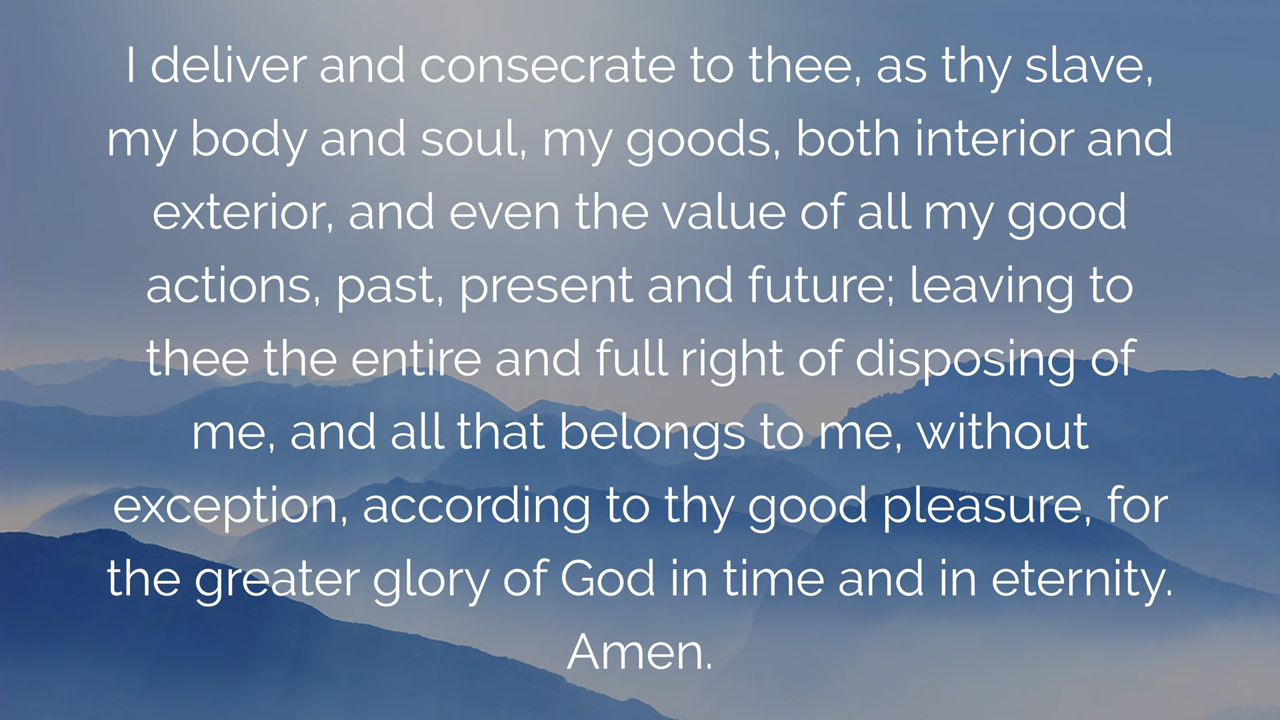 I deliver and consecrate to thee, as thy slave,
my body and soul, my goods, both interior and
exterior, and even the value of all my good
actions, past, present and future; leaving to
thee the entire and full right of disposing of
me, and all that belongs to me, without
exception, according to thy good pleasure, for
the greater glory of God in time and in eternity.
Amen.